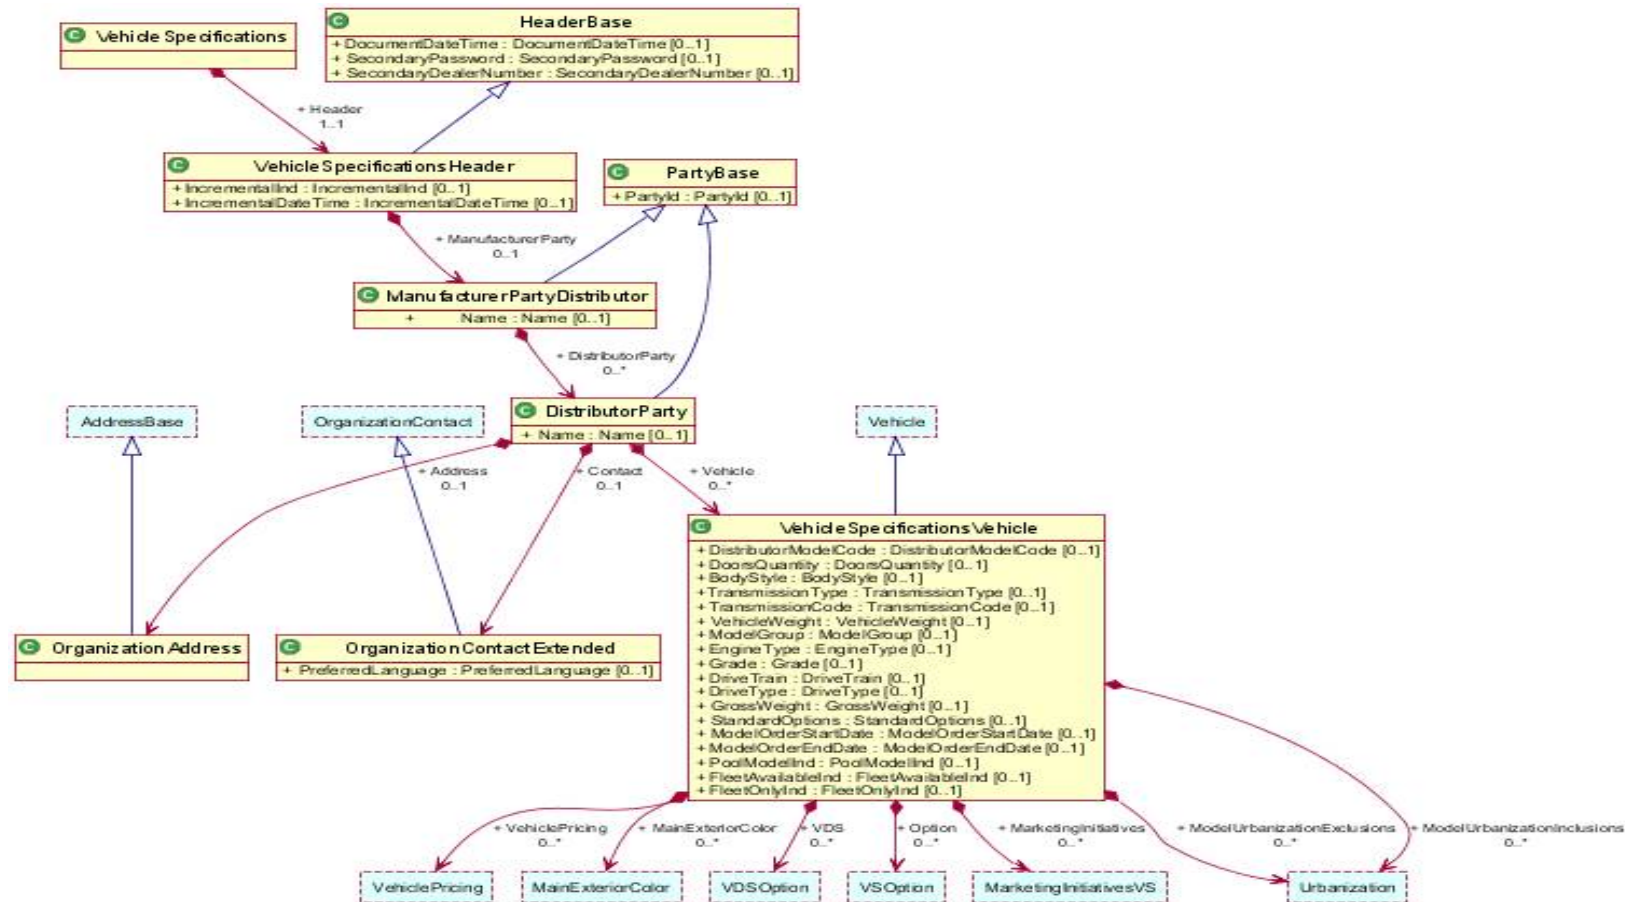 C Vehicle Specifications
C HeaderBase
+ DocumentDateTime : DocumentDateTime [0..1]
+ SecondaryPassword : SecondaryPassword [0..1]
+ SecondaryDealerNumber : SecondaryDealerNumber [0..1]
+ Header
1..1
C VehicleSpecificationsHeader
+ IncrementalInd : IncrementalInd [0..1]
+ IncrementalDateTime : IncrementalDateTime [0..1]
C PartyBase
+ PartyId : PartyId [0..1]
+ ManufacturerParty
0..1
C ManufacturerPartyDistributor
+ Name : Name [0..1]
+ DistributorParty
0..*
C DistributorParty
+ Name : Name [0..1]
AddressBase
OrganizationContact
Vehicle
+ Address
0..1
+ Contact
0..1
+ Vehicle
0..*
C VehicleSpecificationsVehicle
+ DistributorModelCode : DistributorModelCode [0..1]
+ DoorsQuantity : DoorsQuantity [0..1]
+ BodyStyle : BodyStyle [0..1]
+ TransmissionType : TransmissionType [0..1]
+ TransmissionCode : TransmissionCode [0..1]
+ VehicleWeight : VehicleWeight [0..1]
+ ModelGroup : ModelGroup [0..1]
+ EngineType : EngineType [0..1]
+ Grade : Grade [0..1]
+ DriveTrain : DriveTrain [0..1]
+ DriveType : DriveType [0..1]
+ GrossWeight : GrossWeight [0..1]
+ StandardOptions : StandardOptions [0..1]
+ ModelOrderStartDate : ModelOrderStartDate [0..1]
+ ModelOrderEndDate : ModelOrderEndDate [0..1]
+ PoolModelInd : PoolModelInd [0..1]
+ FleetAvailableInd : FleetAvailableInd [0..1]
+ FleetOnlyInd : FleetOnlyInd [0..1]
C Organization Address
C OrganizationContactExtended
+ PreferredLanguage : PreferredLanguage [0..1]
+ VehiclePricing
0..*
+ MainExteriorColor
0..*
+ VDS
0..*
+ Option
0..*
+ MarketingInitiatives
0..*
+ ModelUrbanizationExclusions
0..*
+ ModelUrbanizationInclusions
0..*
VehiclePricing
MainExteriorColor
VDSOption
VSOption
MarketingInitiativesVS
Urbanization